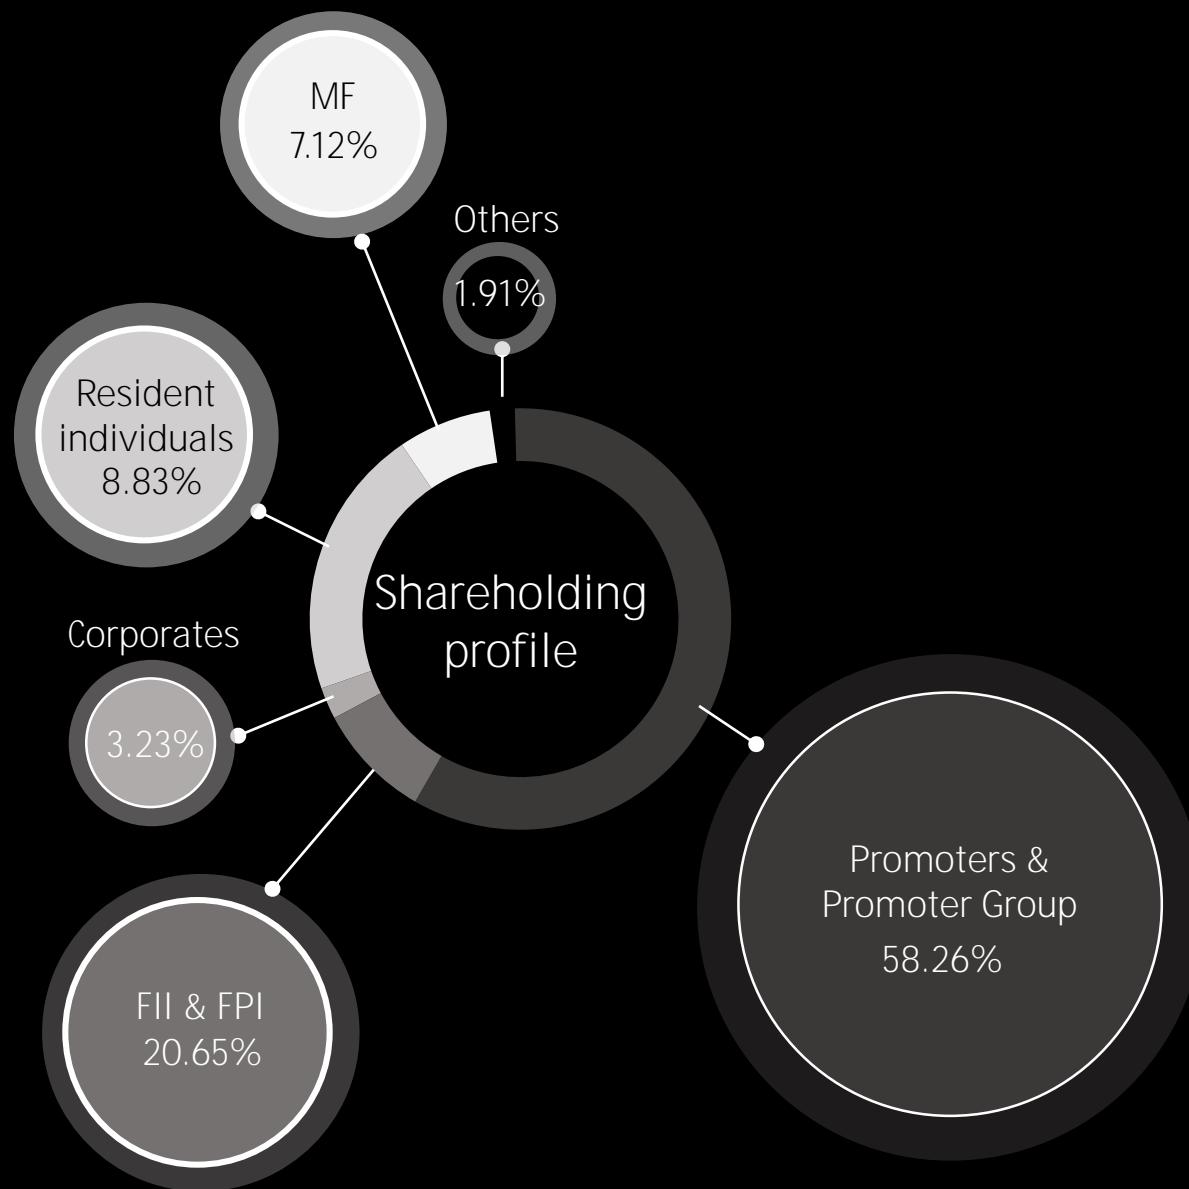 MF
7.12%
Others
1.91%
Resident
individuals
8.83%
Shareholding
profile
Corporates
3.23%
Promoters &
Promoter Group
58.26%
FII & FPI
20.65%